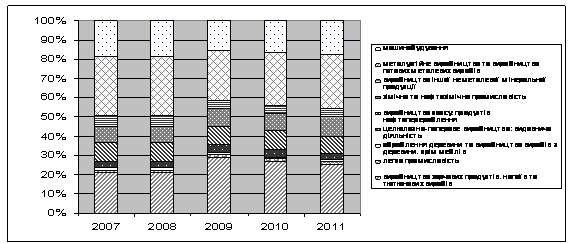 100%
90%
80%
70%
60%
50%
40%
30%
20%
10%
0%
2007 2008 2009 2010 2011
машинобудування
металургійне виробництво та виробництво
готових металевих виробів
виробництво іншої неметалевої мінеральної
продукції
хімічна та нафтохімічна промисловість
виробництво коксу, продуктів
нафтоперероблення
целюлозно-паперове виробництво; видавнича
діяльність
оброблення деревини та виробництво виробів з
деревини, крім меблів
легка промисловість
виробництво харчових продуктів, напоїв та
тютюнових виробів